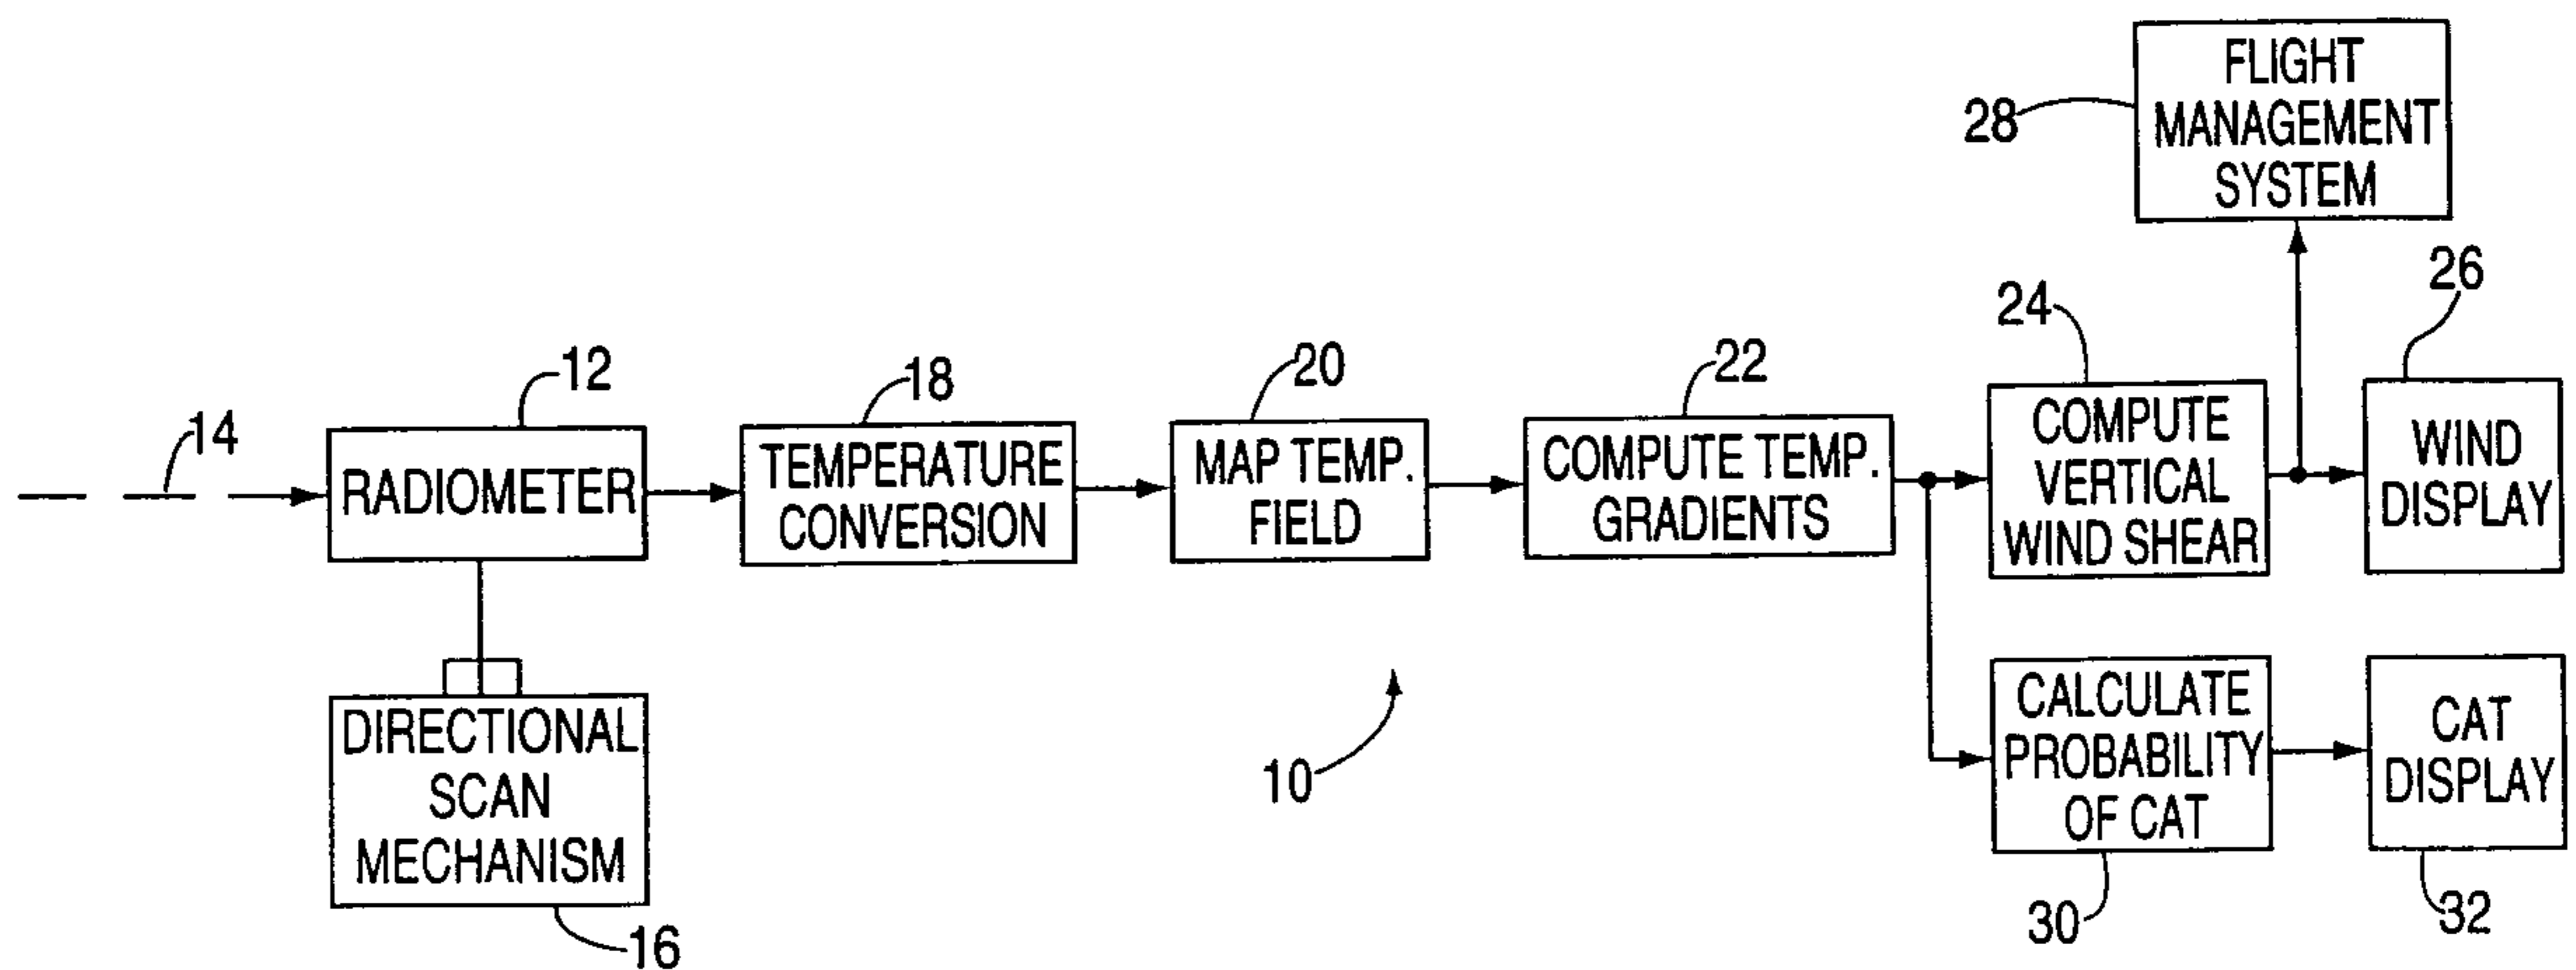 FLIGHT
MANAGEMENT
SYSTEM
28
26
24
22
20
18
12
14
RADIOMETER
TEMPERATURE
CONVERSION
MAP TEMP.
FIELD
COMPUTE TEMP.
GRADIENTS
COMPUTE
VERTICAL
WIND SHEAR
WIND
DISPLAY
DIRECTIONAL
SCAN
MECHANISM
16
10
CALCULATE
PROBABILITY
OF CAT
30
CAT
DISPLAY
32